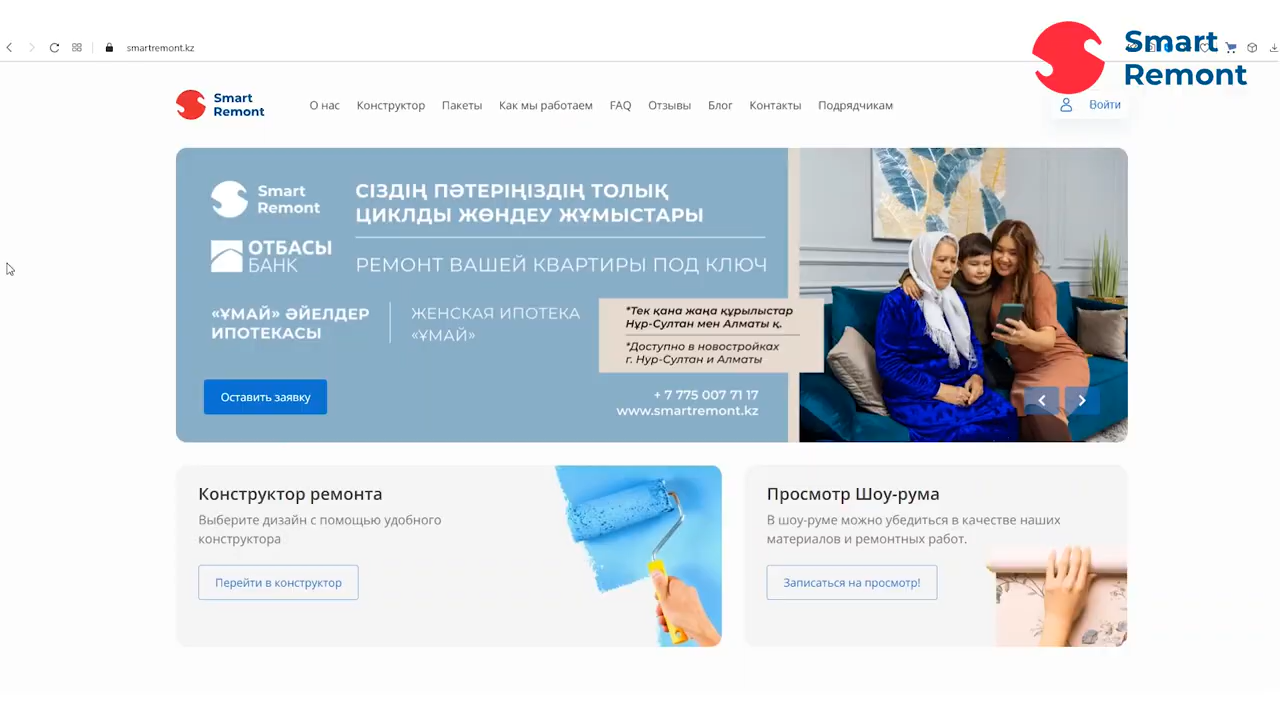 smartremont.kz
Smart
Remont
Smart
Remont
О нас
Конструктор
Пакеты
Как мы работаем
FAQ
Отзывы
Блог
Контакты
Подрядчикам
Войти
Smart
Remont
ОТБАСЫ
БАНК
СІЗДІҢ ПӘТЕРІҢІЗДІҢ ТОЛЫҚ
ЦИКЛДЫ ЖӨНДЕУ ЖҰМЫСТАРЫ
РЕМОНТ ВАШЕЙ КВАРТИРЫ ПОД КЛЮЧ
«ҰМАЙ» ӘЙЕЛДЕР
ИПОТЕКАСЫ
ЖЕНСКАЯ ИПОТЕКА
«ҰМАЙ»
*Тек қана жаңа құрылыстар
Нұр-Султан мен Алматы қ.
*Доступно в новостройках
г. Нур-Султан и Алматы
Оставить заявку
+ 7 775 007 71 17
www.smartremont.kz
Конструктор ремонта
Выберите дизайн с помощью удобного
конструктора
Перейти в конструктор
Просмотр Шоу-рума
В шоу-руме можно убедиться в качестве наших
материалов и ремонтных работ.
Записаться на просмотр!